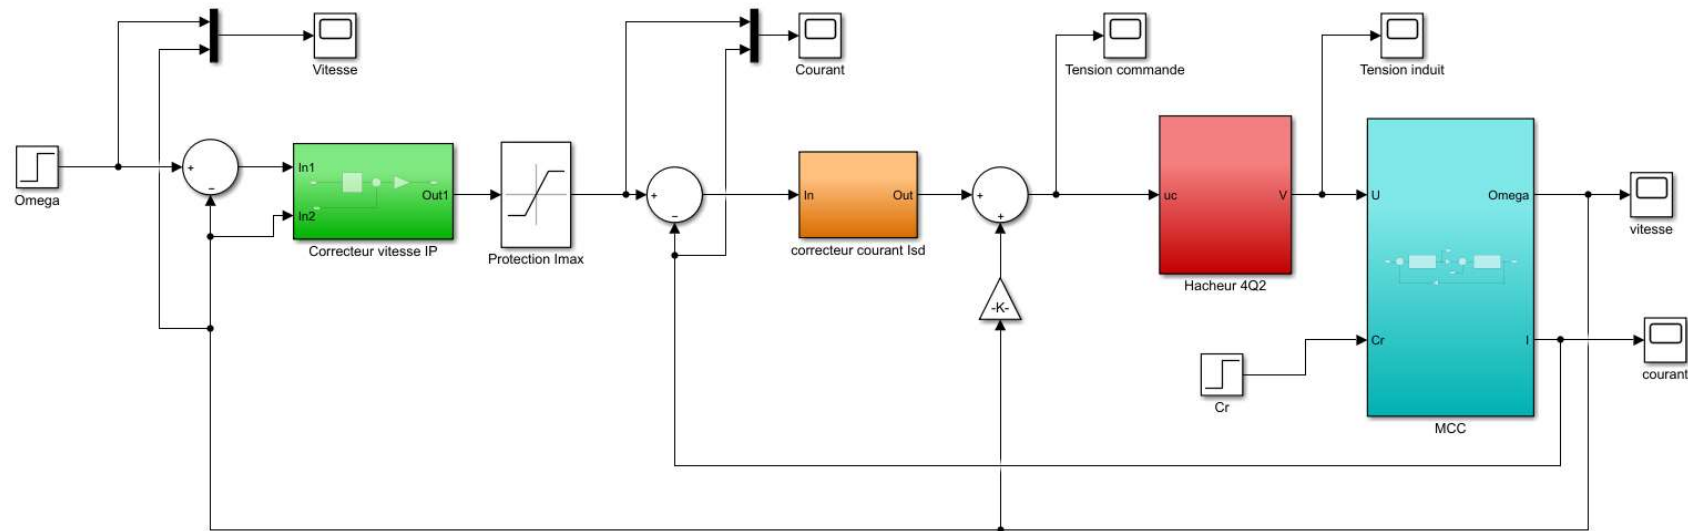 Vitesse
Courant
Tension commande
Tension induit
Omega
+
−
In1
In2
Out1
Correcteur vitesse IP
Protection Imax
+
−
In
Out
correcteur courant Isd
+
+
-K-
uc
V
Hacheur 4Q2
U
Omega
Cr
I
MCC
vitesse
courant
Cr